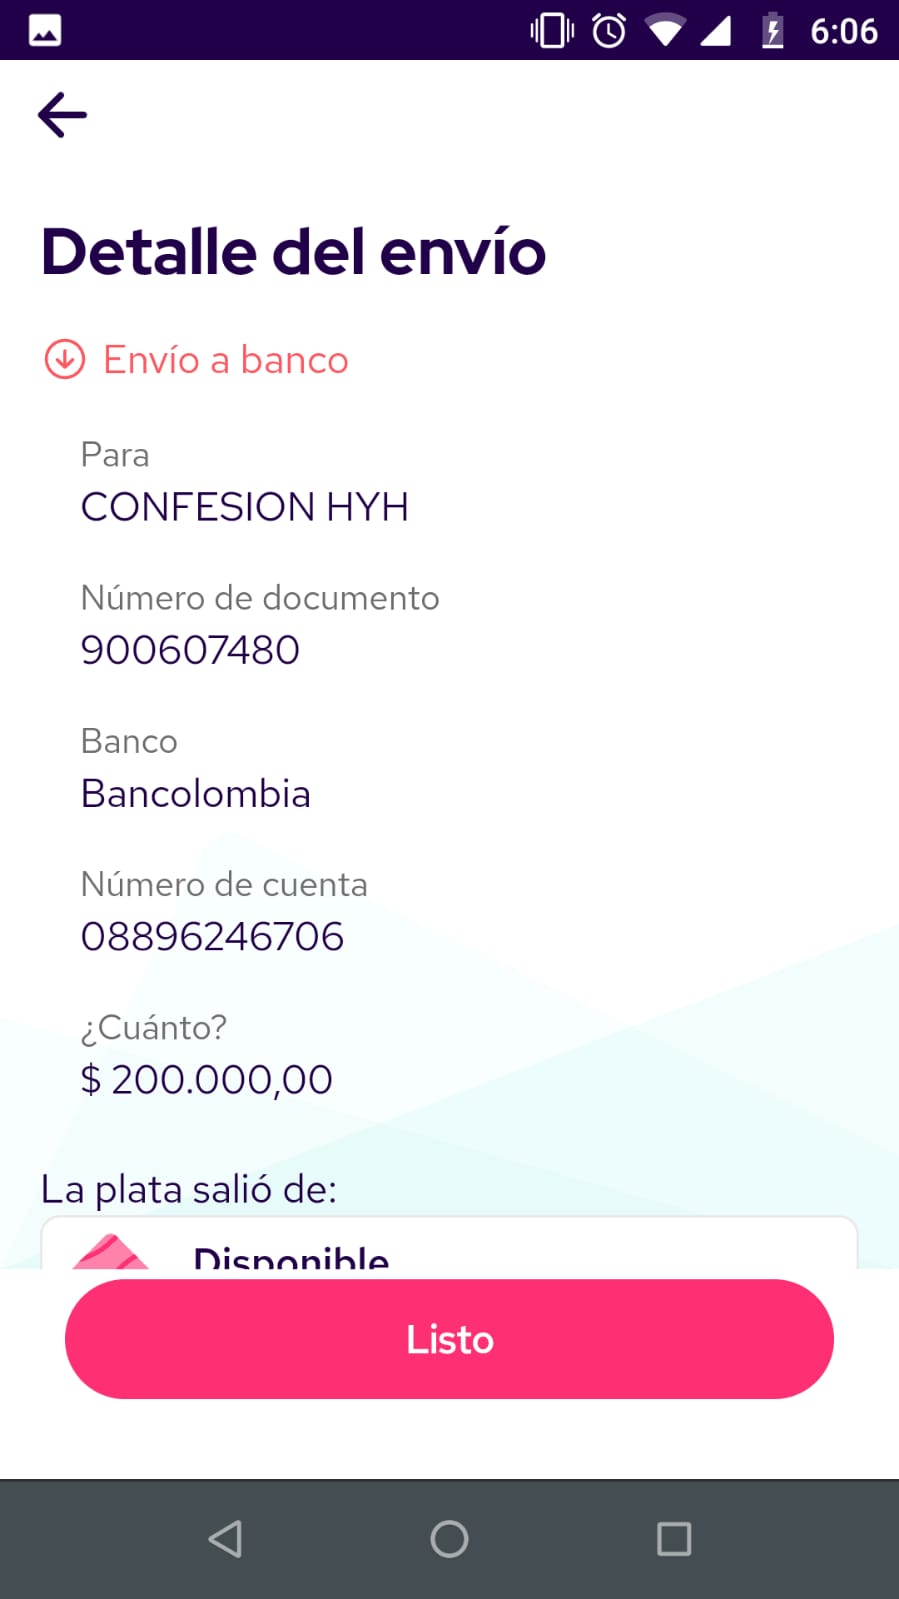 6:06
Detalle del envío
Envío a banco
Para
CONFESION HYH
Número de documento
900607480
Banco
Bancolombia
Número de cuenta
08896246706
¿Cuánto?
$ 200.000,00
La plata salió de:
Disponible
Listo